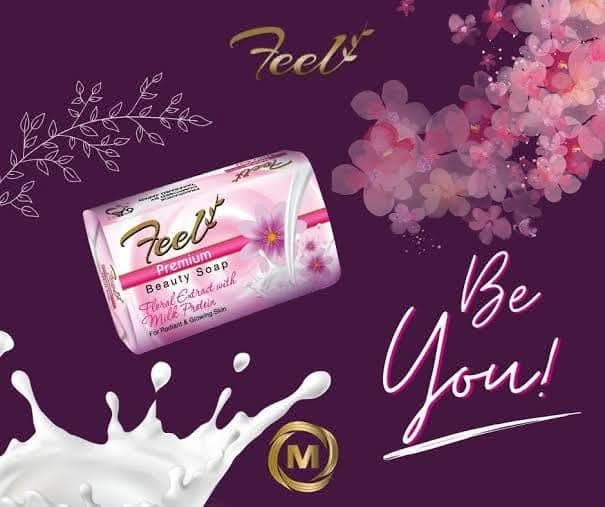 Feel
Feel
Premium
Beauty Soap
Floral Extract with
Milk Protein
For Radiant & Glowing Skin
Be
You!
M